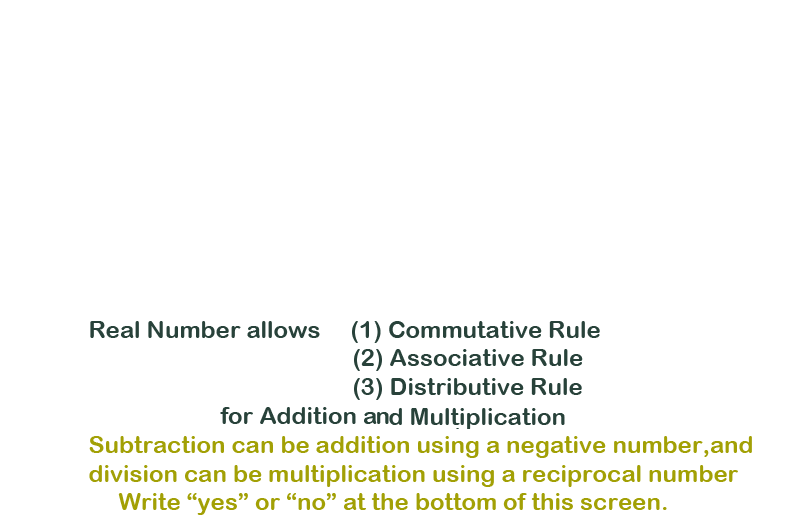 Real Number allows (1) Commutative Rule
(2) Associative Rule
(3) Distributive Rule
for Addition and Multiplication
Subtraction can be addition using a negative number,and
division can be multiplication using a reciprocal number
Write “yes” or “no” at the bottom of this screen.